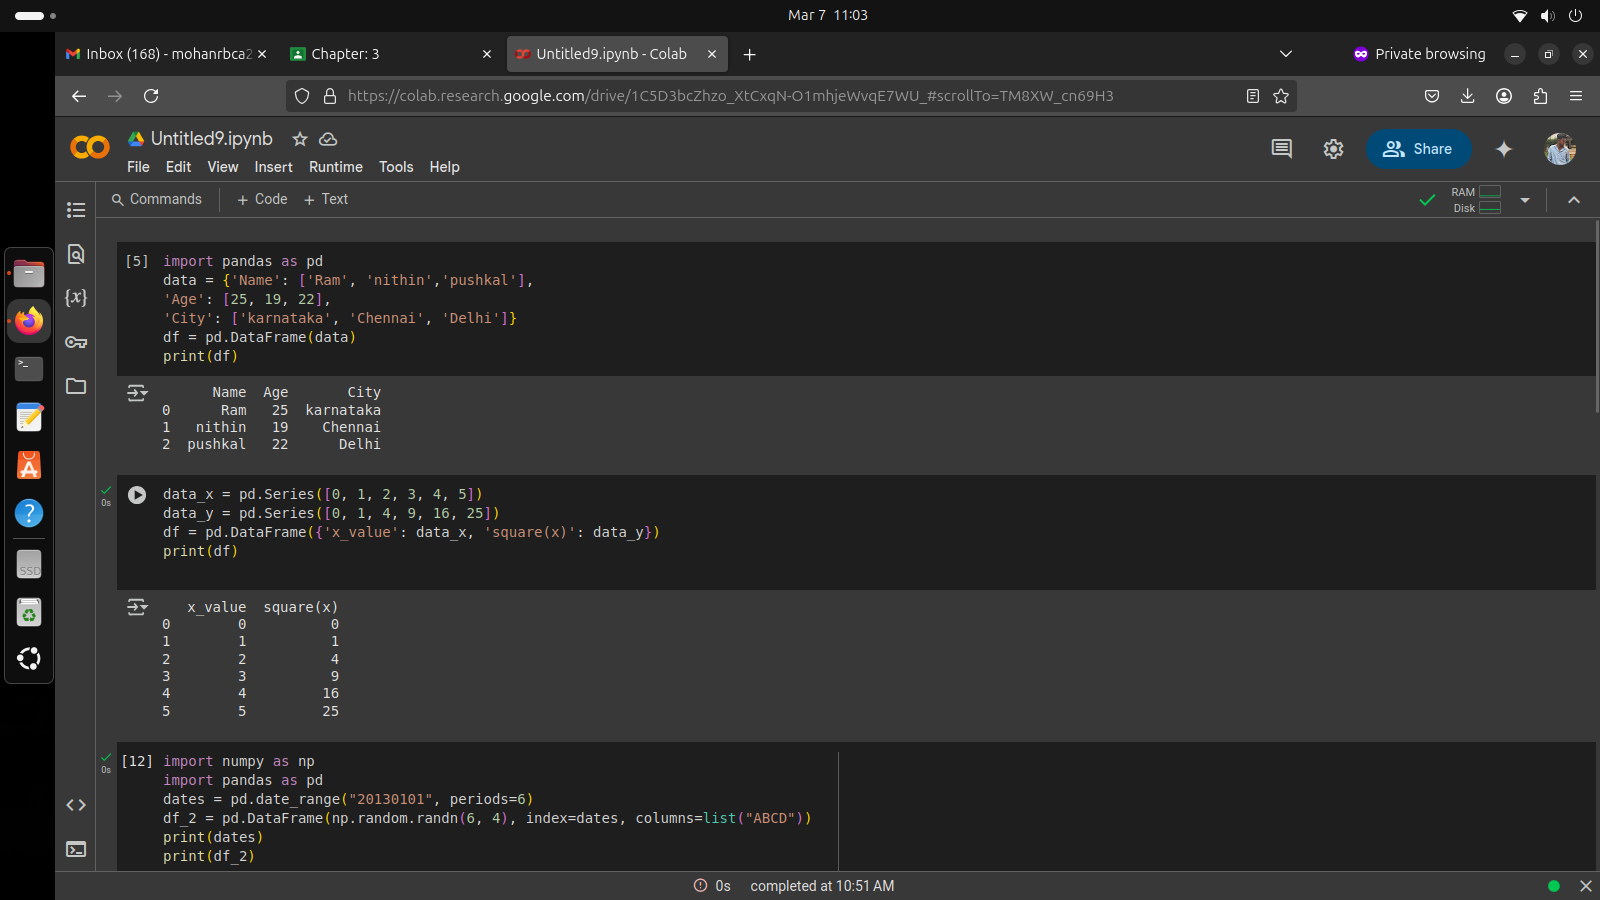 Mar 7 11:03
Inbox (168) - mohanrbca2
Chapter: 3
Untitled9.ipynb - Colab
Private browsing
https://colab.research.google.com/drive/1C5D3bcZhzo_XtCxqN-O1mhjeWvqE7WU_#scrollTo=TM8XW_cn69H3
Untitled9.ipynb
File Edit View Insert Runtime Tools Help
Share
Commands + Code + Text
RAM
Disk
[5] import pandas as pd
data = {'Name': ['Ram', 'nithin','pushkal'],
'Age': [25, 19, 22],
'City': ['karnataka', 'Chennai', 'Delhi']}
df = pd.DataFrame(data)
print(df)
Name Age City
0 Ram 25 karnataka
1 nithin 19 Chennai
2 pushkal 22 Delhi
0s
data_x = pd.Series([0, 1, 2, 3, 4, 5])
data_y = pd.Series([0, 1, 4, 9, 16, 25])
df = pd.DataFrame({'x_value': data_x, 'square(x)': data_y})
print(df)
x_value square(x)
0 0 0
1 1 1
2 2 4
3 3 9
4 4 16
5 5 25
0s
[12] import numpy as np
import pandas as pd
dates = pd.date_range("20130101", periods=6)
df_2 = pd.DataFrame(np.random.randn(6, 4), index=dates, columns=list("ABCD"))
print(dates)
print(df_2)
SSD
0s completed at 10:51 AM